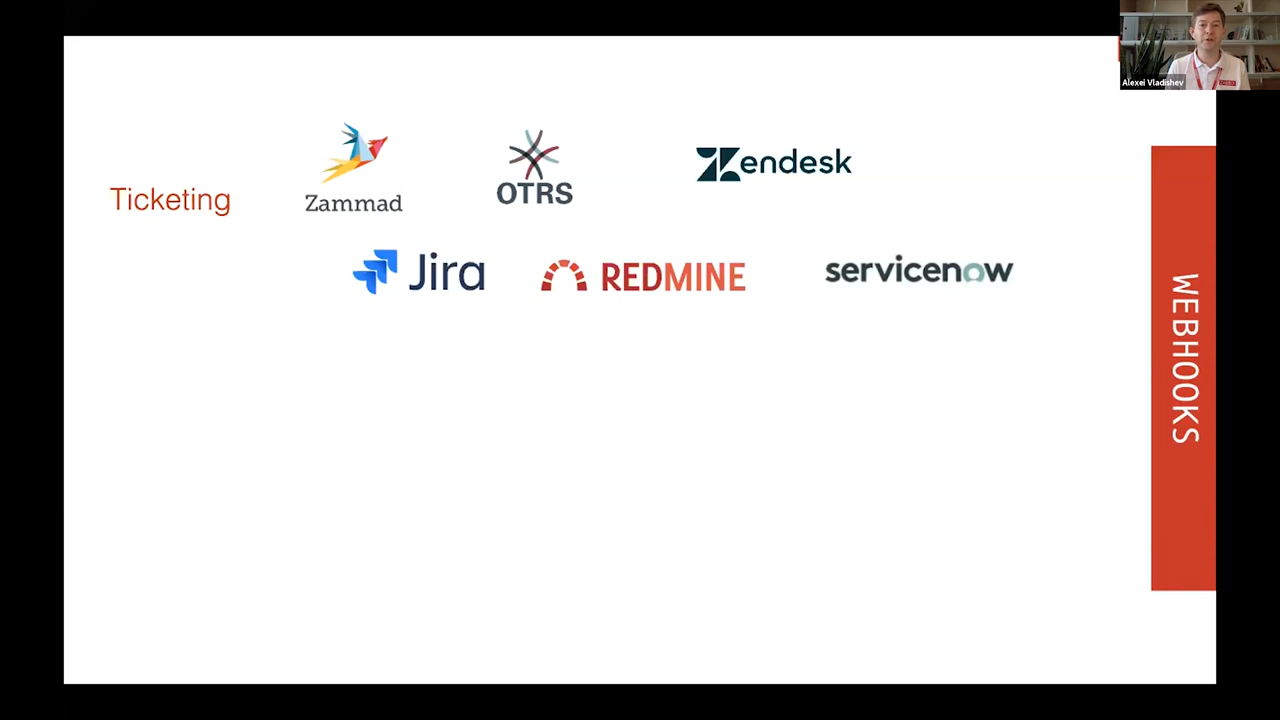 Alexei Vladishev
Ticketing
Zammad
OTRS
Zendesk
Jira
REDMINE
servicenow
WEBHOOKS